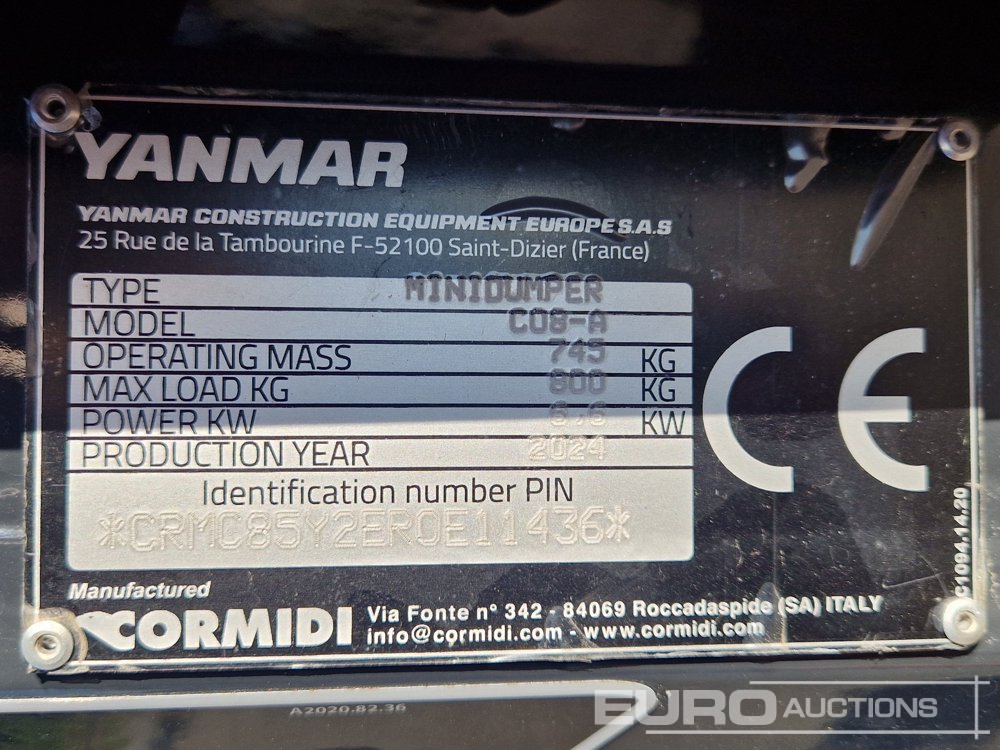 YANMAR
YANMAR CONSTRUCTION EQUIPMENT EUROPE S.A.S
25 Rue de la Tambourine F-52100 Saint-Dizier (France)
TYPE MINIDUMPER
MODEL C08-A
OPERATING MASS 745 KG
MAX LOAD KG 800 KG
POWER KW 6,6 KW
PRODUCTION YEAR 2024
Identification number PIN
*CRMC85Y2EROE11436*
CE
C1094.14.20
Manufactured
CORMIDI
Via Fonte n° 342 - 84069 Roccadaspide (SA) ITALY
info@cormidi.com - www.cormidi.com
A2020.82.36
EURO AUCTIONS